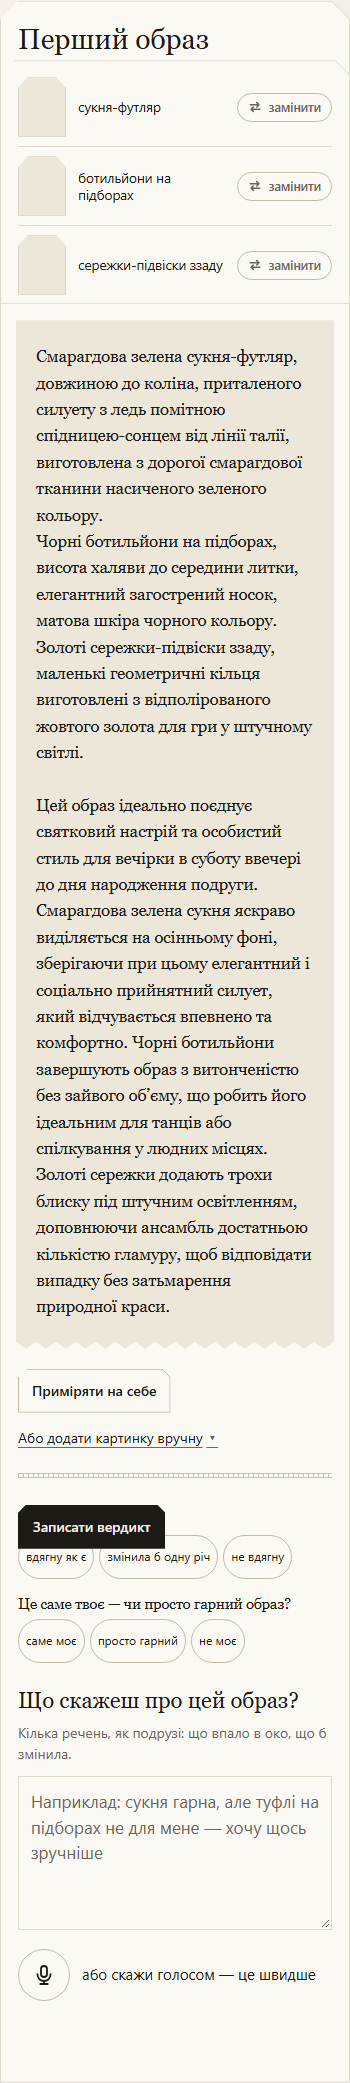 Перший образ
сукня-футляр
замінити
ботильйони на
підборах
замінити
сережки-підвіски ззаду
замінити
Смарагдова зелена сукня-футляр,
довжиною до коліна, приталеного
силуету з ледь помітною
спідницею-сонцем від лінії талії,
виготовлена з дорогої смарагдової
тканини насиченого зеленого
кольору.
Чорні ботильйони на підборах,
висота халяви до середини литки,
елегантний загострений носок,
матова шкіра чорного кольору.
Золоті сережки-підвіски ззаду,
маленькі геометричні кільця
виготовлені з відполірованого
жовтого золота для гри у штучному
світлі.
Цей образ ідеально поєднує
святковий настрій та особистий
стиль для вечірки в суботу ввечері
до дня народження подруги.
Смарагдова зелена сукня яскраво
виділяється на осінньому фоні,
зберігаючи при цьому елегантний і
соціально прийнятний силует,
який відчувається впевнено та
комфортно. Чорні ботильйони
завершують образ з витонченістю
без зайвого об’єму, що робить його
ідеальним для танців або
спілкування у людних місцях.
Золоті сережки додають трохи
блиску під штучним освітленням,
доповнюючи ансамбль достатньою
кількістю гламуру, щоб відповідати
випадку без затьмарення
природної краси.
Приміряти на себе
Або додати картинку вручну
Записати вердикт
вдягну як є
змінила б одну річ
не вдягну
Це саме твоє — чи просто гарний образ?
саме моє
просто гарний
не моє
Що скажеш про цей образ?
Кілька речень, як подрузі: що впало в око, що б
змінила.
Наприклад: сукня гарна, але туфлі на
підборах не для мене — хочу щось
зручніше
або скажи голосом — це швидше